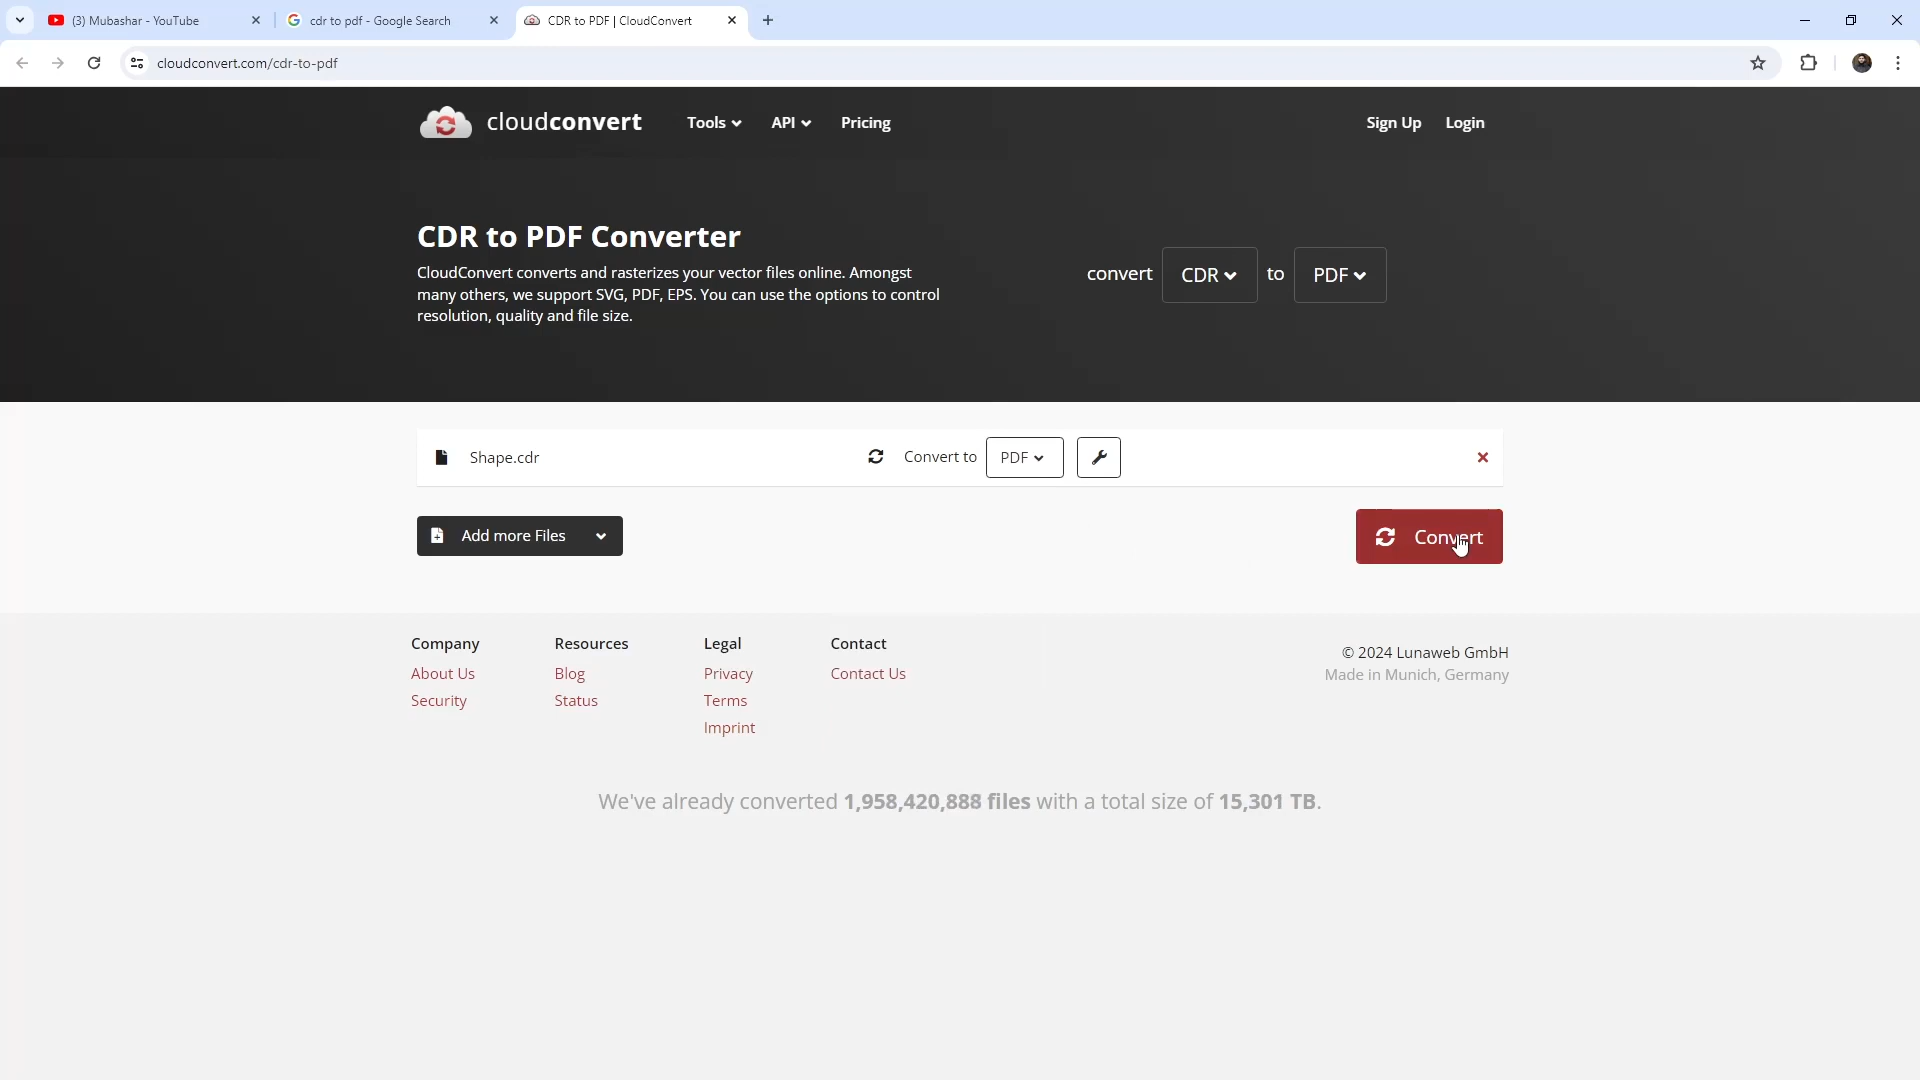 (3) Mubashar - YouTube
cdr to pdf - Google Search
CDR to PDF | CloudConvert
cloudconvert.com/cdr-to-pdf
cloudconvert
Tools
API
Pricing
Sign Up
Login
CDR to PDF Converter
CloudConvert converts and rasterizes your vector files online. Amongst
many others, we support SVG, PDF, EPS. You can use the options to control
resolution, quality and file size.
convert CDR to PDF
Shape.cdr
Convert to PDF
Add more Files
Convert
Company
About Us
Security
Resources
Blog
Status
Legal
Privacy
Terms
Imprint
Contact
Contact Us
© 2024 Lunaweb GmbH
Made in Munich, Germany
We've already converted 1,958,420,888 files with a total size of 15,301 TB.